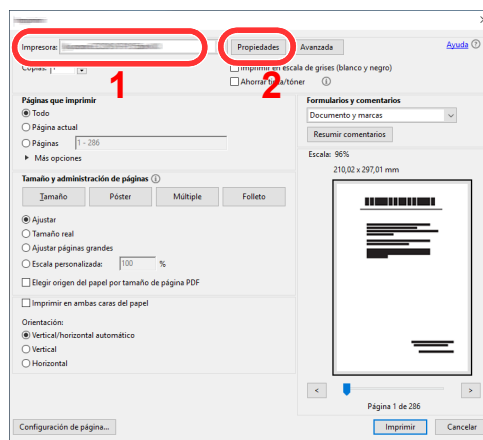 Impresora:
Propiedades
Avanzada
Ayuda
Copias: 1
Imprimir en escala de grises (blanco y negro)
Ahorrar tinta/tóner
1
2
Páginas que imprimir
Todo
Página actual
Páginas 1 - 286
Más opciones
Formularios y comentarios
Documento y marcas
Resumir comentarios
Escala: 96%
210,02 x 297,01 mm
Tamaño y administración de páginas
Tamaño Póster Múltiple Folleto
Ajustar
Tamaño real
Ajustar páginas grandes
Escala personalizada: 100 %
Elegir origen del papel por tamaño de página PDF
Imprimir en ambas caras del papel
Orientación:
Vertical/horizontal automático
Vertical
Horizontal
< >
Página 1 de 286
Configuración de página...
Imprimir
Cancelar